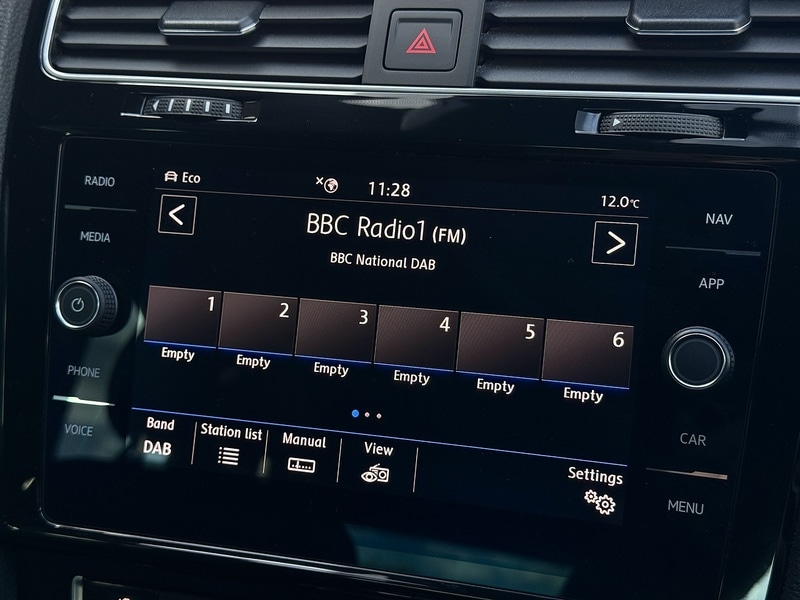 RADIO
MEDIA
PHONE
VOICE
Eco
11:28
12.0°C
BBC Radio1 (FM)
BBC National DAB
1 2 3 4 5 6
Empty Empty Empty Empty Empty Empty
Band
DAB
Station list
Manual
View
Settings
NAV
APP
CAR
MENU